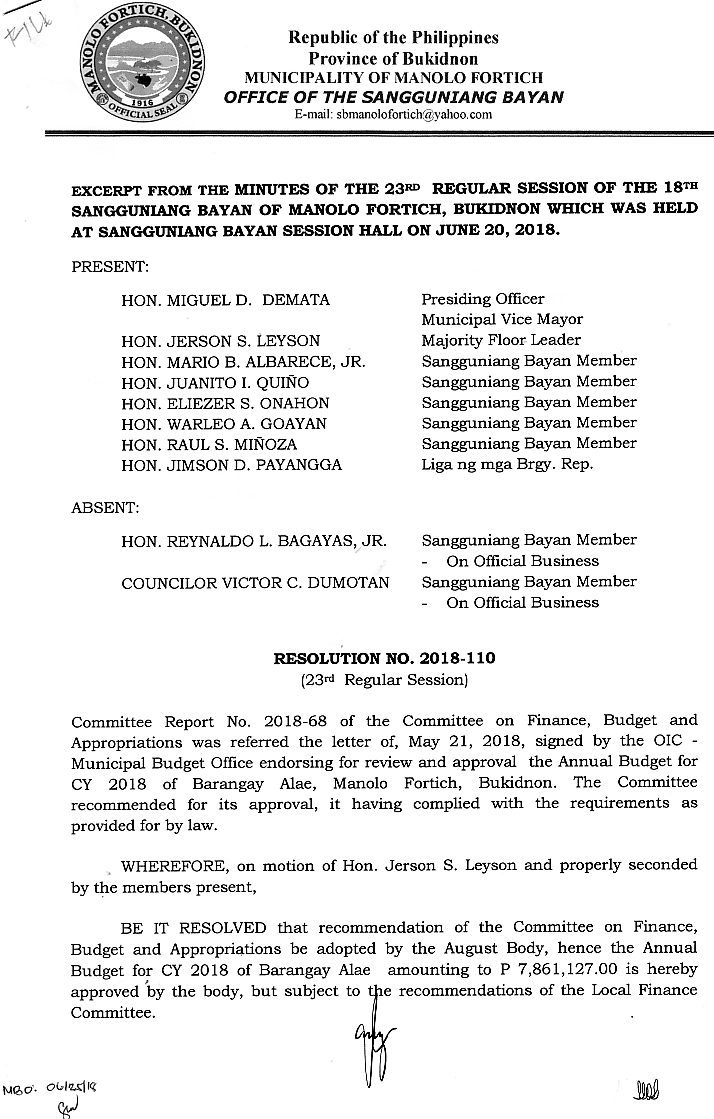 MANOLO FORTICH, BUKIDNON
1916
OFFICIAL SEAL
Republic of the Philippines
Province of Bukidnon
MUNICIPALITY OF MANOLO FORTICH
OFFICE OF THE SANGGUNIANG BAYAN
E-mail: sbmanolofortich@yahoo.com
EXCERPT FROM THE MINUTES OF THE 23RD REGULAR SESSION OF THE 18TH
SANGGUNIANG BAYAN OF MANOLO FORTICH, BUKIDNON WHICH WAS HELD
AT SANGGUNIANG BAYAN SESSION HALL ON JUNE 20, 2018.
PRESENT:
HON. MIGUEL D. DEMATA Presiding Officer
Municipal Vice Mayor
HON. JERSON S. LEYSON Majority Floor Leader
HON. MARIO B. ALBARECE, JR. Sangguniang Bayan Member
HON. JUANITO I. QUIÑO Sangguniang Bayan Member
HON. ELIEZER S. ONAHON Sangguniang Bayan Member
HON. WARLEO A. GOAYAN Sangguniang Bayan Member
HON. RAUL S. MIÑOZA Sangguniang Bayan Member
HON. JIMSON D. PAYANGGA Liga ng mga Brgy. Rep.
ABSENT:
HON. REYNALDO L. BAGAYAS, JR. Sangguniang Bayan Member
- On Official Business
COUNCILOR VICTOR C. DUMOTAN Sangguniang Bayan Member
- On Official Business
RESOLUTION NO. 2018-110
(23rd Regular Session)
Committee Report No. 2018-68 of the Committee on Finance, Budget and
Appropriations was referred the letter of, May 21, 2018, signed by the OIC -
Municipal Budget Office endorsing for review and approval the Annual Budget for
CY 2018 of Barangay Alae, Manolo Fortich, Bukidnon. The Committee
recommended for its approval, it having complied with the requirements as
provided for by law.
WHEREFORE, on motion of Hon. Jerson S. Leyson and properly seconded
by the members present,
BE IT RESOLVED that recommendation of the Committee on Finance,
Budget and Appropriations be adopted by the August Body, hence the Annual
Budget for CY 2018 of Barangay Alae amounting to P 7,861,127.00 is hereby
approved by the body, but subject to the recommendations of the Local Finance
Committee.
MBO: 06/25/18